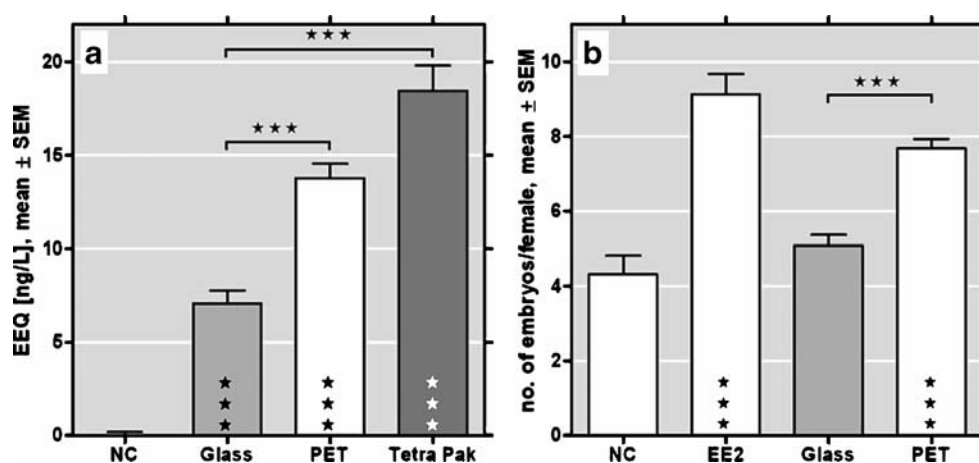 a
EEQ [ng/L], mean ± SEM
20
15
10
5
0
★★★
★★★
NC Glass PET Tetra Pak
b
no. of embryos/female, mean ± SEM
10
8
6
4
2
0
★★★
NC EE2 Glass PET